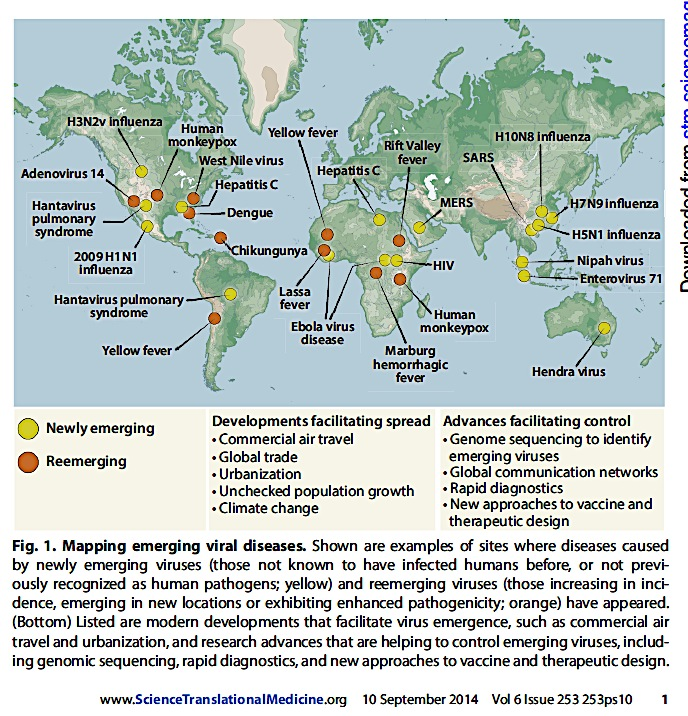 H3N2v influenza
Human
monkeypox
West Nile virus
Adenovirus 14
Hepatitis C
Hantavirus
pulmonary
syndrome
Dengue
2009 H1 N1
influenza
Chikungunya
Hantavirus pulmonary
syndrome
Yellow fever
Yellow fever
Hepatitis C
Rift Valley
fever
MERS
Lassa
fever
HIV
Ebola virus
disease
Human
monkeypox
Marburg
hemorrhagic
fever
SARS
H10N8 influenza
H7N9 influenza
H5N1 influenza
Nipah virus
Enterovirus 71
Hendra virus
Newly emerging
Reemerging
Developments facilitating spread
• Commercial air travel
• Global trade
• Urbanization
• Unchecked population growth
• Climate change
Advances facilitating control
• Genome sequencing to identify
emerging viruses
• Global communication networks
• Rapid diagnostics
• New approaches to vaccine and
therapeutic design
Fig. 1. Mapping emerging viral diseases. Shown are examples of sites where diseases caused
by newly emerging viruses (those not known to have infected humans before, or not previ-
ously recognized as human pathogens; yellow) and reemerging viruses (those increasing in inci-
dence, emerging in new locations or exhibiting enhanced pathogenicity; orange) have appeared.
(Bottom) Listed are modern developments that facilitate virus emergence, such as commercial air
travel and urbanization, and research advances that are helping to control emerging viruses, includ-
ing genomic sequencing, rapid diagnostics, and new approaches to vaccine and therapeutic design.
www.ScienceTranslationalMedicine.org 10 September 2014 Vol 6 Issue 253 253ps10 1
Downloaded from